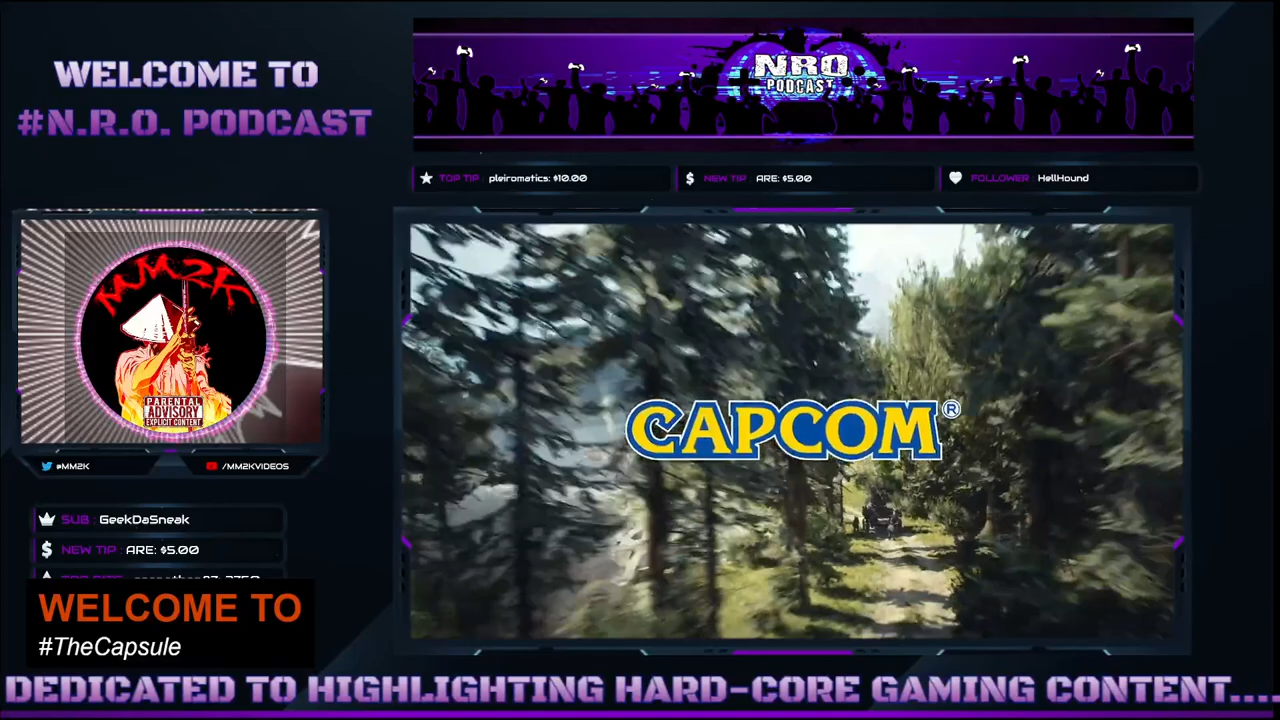 WELCOME TO
#N.R.O. PODCAST
NRO
PODCAST
TOP TIP : pleiromatics: $10.00
NEW TIP : ARE: $5.00
FOLLOWER : HellHound
MM2K
PARENTAL
ADVISORY
EXPLICIT CONTENT
@MM2K
/MM2KVIDEOS
CAPCOM®
SUB : GeekDaSneak
NEW TIP : ARE: $5.00
WELCOME TO
#TheCapsule
DEDICATED TO HIGHLIGHTING HARD-CORE GAMING CONTENT....